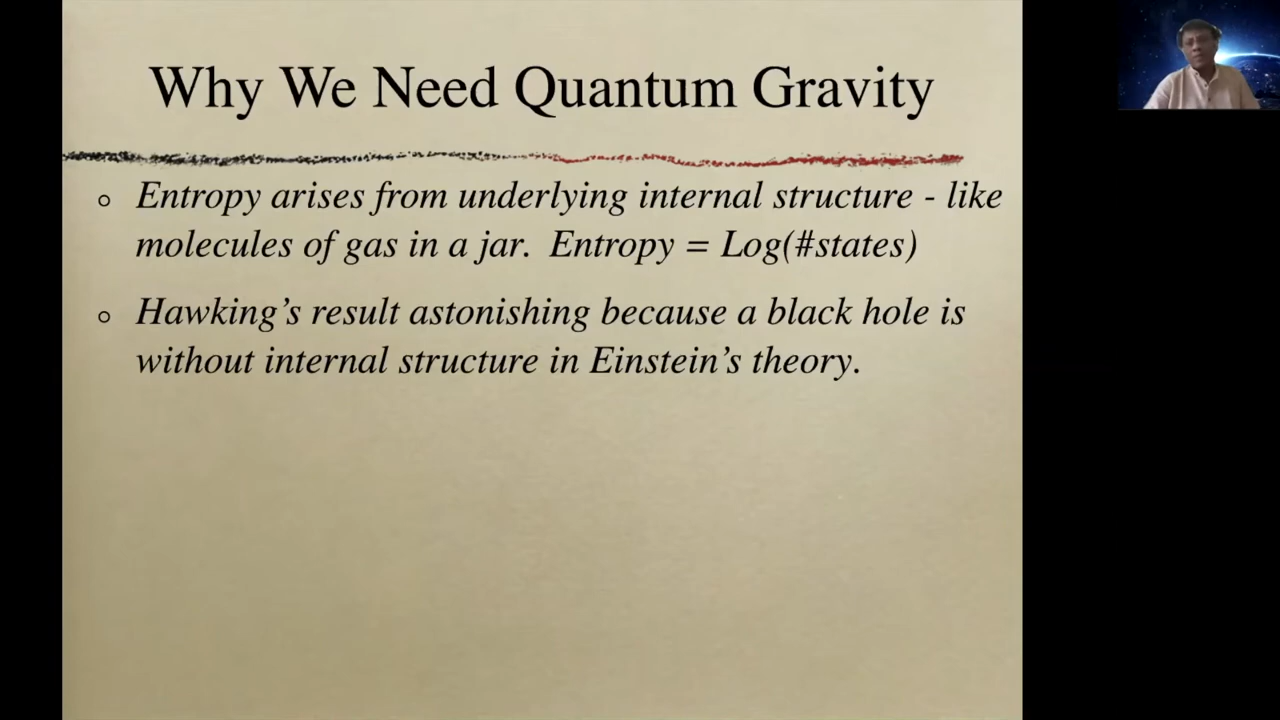 Why We Need Quantum Gravity
Entropy arises from underlying internal structure - like
molecules of gas in a jar. Entropy = Log(#states)
Hawking’s result astonishing because a black hole is
without internal structure in Einstein’s theory.